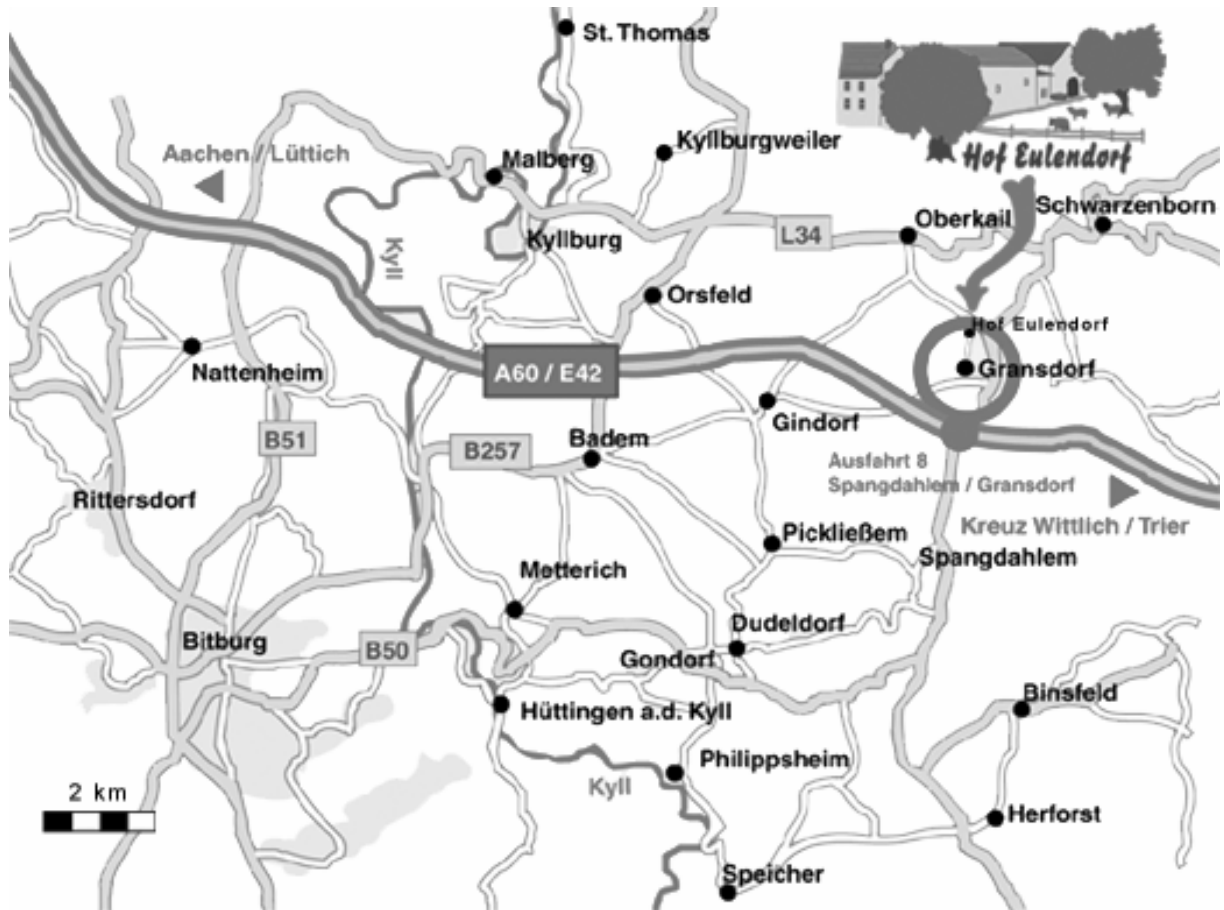 St. Thomas
Kyllburgweiler
Aachen / Lüttich
Malberg
Hof Eulendorf
Schwarzenborn
Oberkail
L34
Kyllburg
Kyll
Orsfeld
Hof Eulendorf
Nattenheim
A60 / E42
Gransdorf
Gindorf
B51
B257
Badem
Ausfahrt 8
Spangdahlem / Gransdorf
Rittersdorf
Kreuz Wittlich / Trier
Pickließem
Spangdahlem
Metterich
Dudeldorf
Bitburg
B50
Gondorf
Binsfeld
Hüttingen a.d. Kyll
Philippsheim
Kyll
2 km
Herforst
Speicher